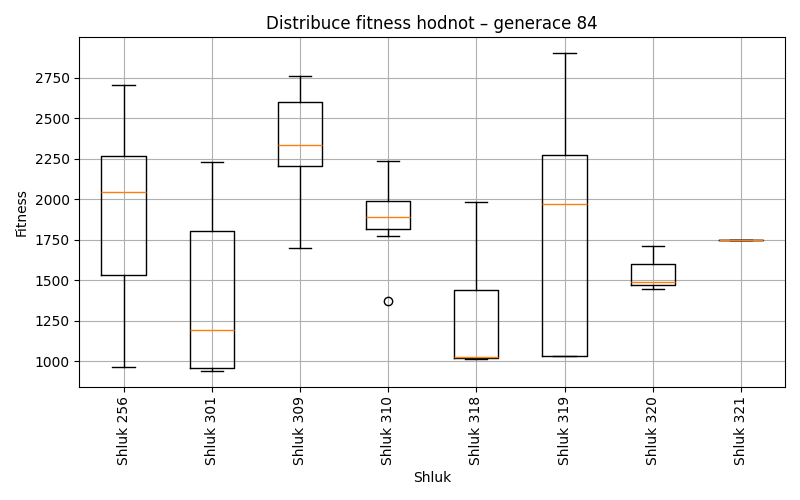 Distribuce fitness hodnot – generace 84
Fitness
2750
2500
2250
2000
1750
1500
1250
1000
Shluk 256
Shluk 301
Shluk 309
Shluk 310
Shluk 318
Shluk 319
Shluk 320
Shluk 321
Shluk